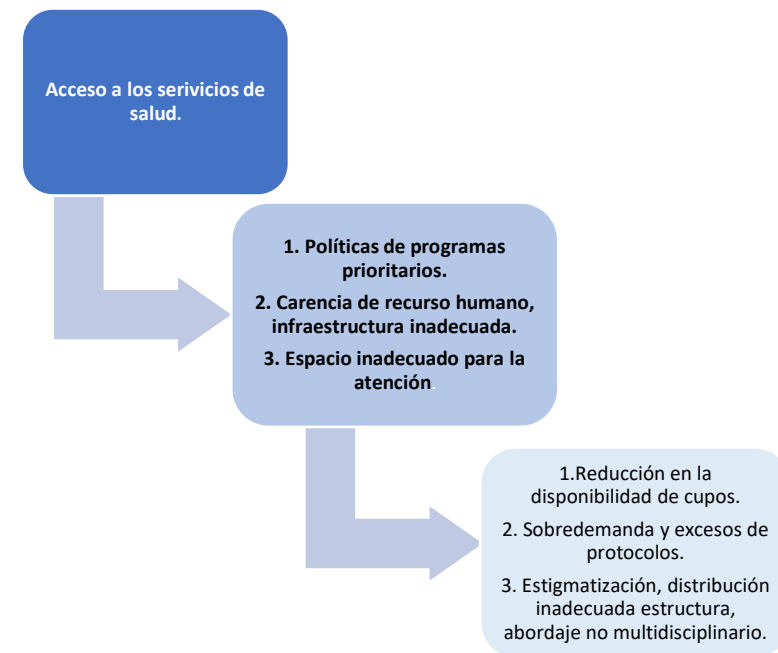 Acceso a los serivicios de
salud.
1. Políticas de programas
prioritarios.
2. Carencia de recurso humano,
infraestructura inadecuada.
3. Espacio inadecuado para la
atención.
1.Reducción en la
disponibilidad de cupos.
2. Sobredemanda y excesos de
protocolos.
3. Estigmatización, distribución
inadecuada estructura,
abordaje no multidisciplinario.